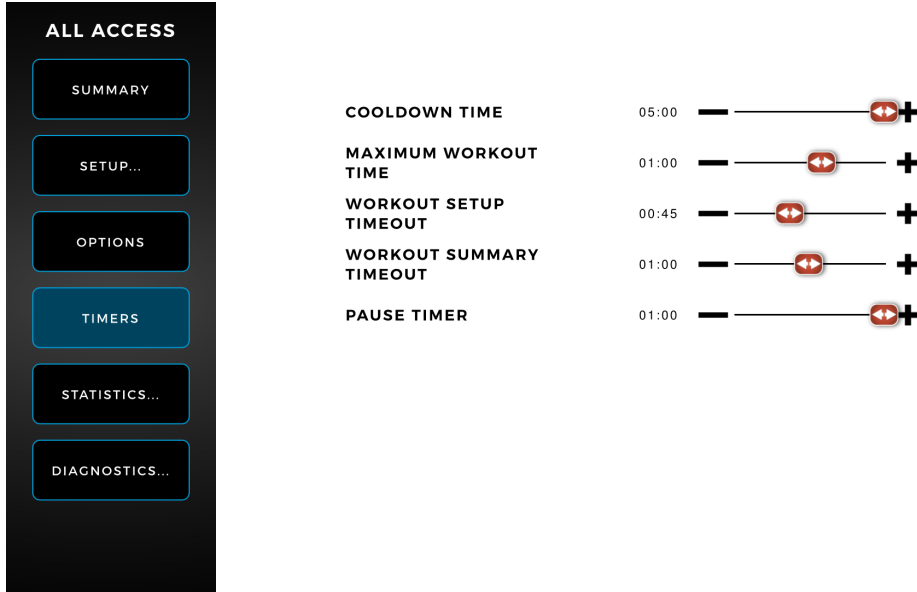 ALL ACCESS
SUMMARY
SETUP...
OPTIONS
TIMERS
STATISTICS...
DIAGNOSTICS...
COOLDOWN TIME 05:00
MAXIMUM WORKOUT
TIME 01:00
WORKOUT SETUP
TIMEOUT 00:45
WORKOUT SUMMARY
TIMEOUT 01:00
PAUSE TIMER 01:00